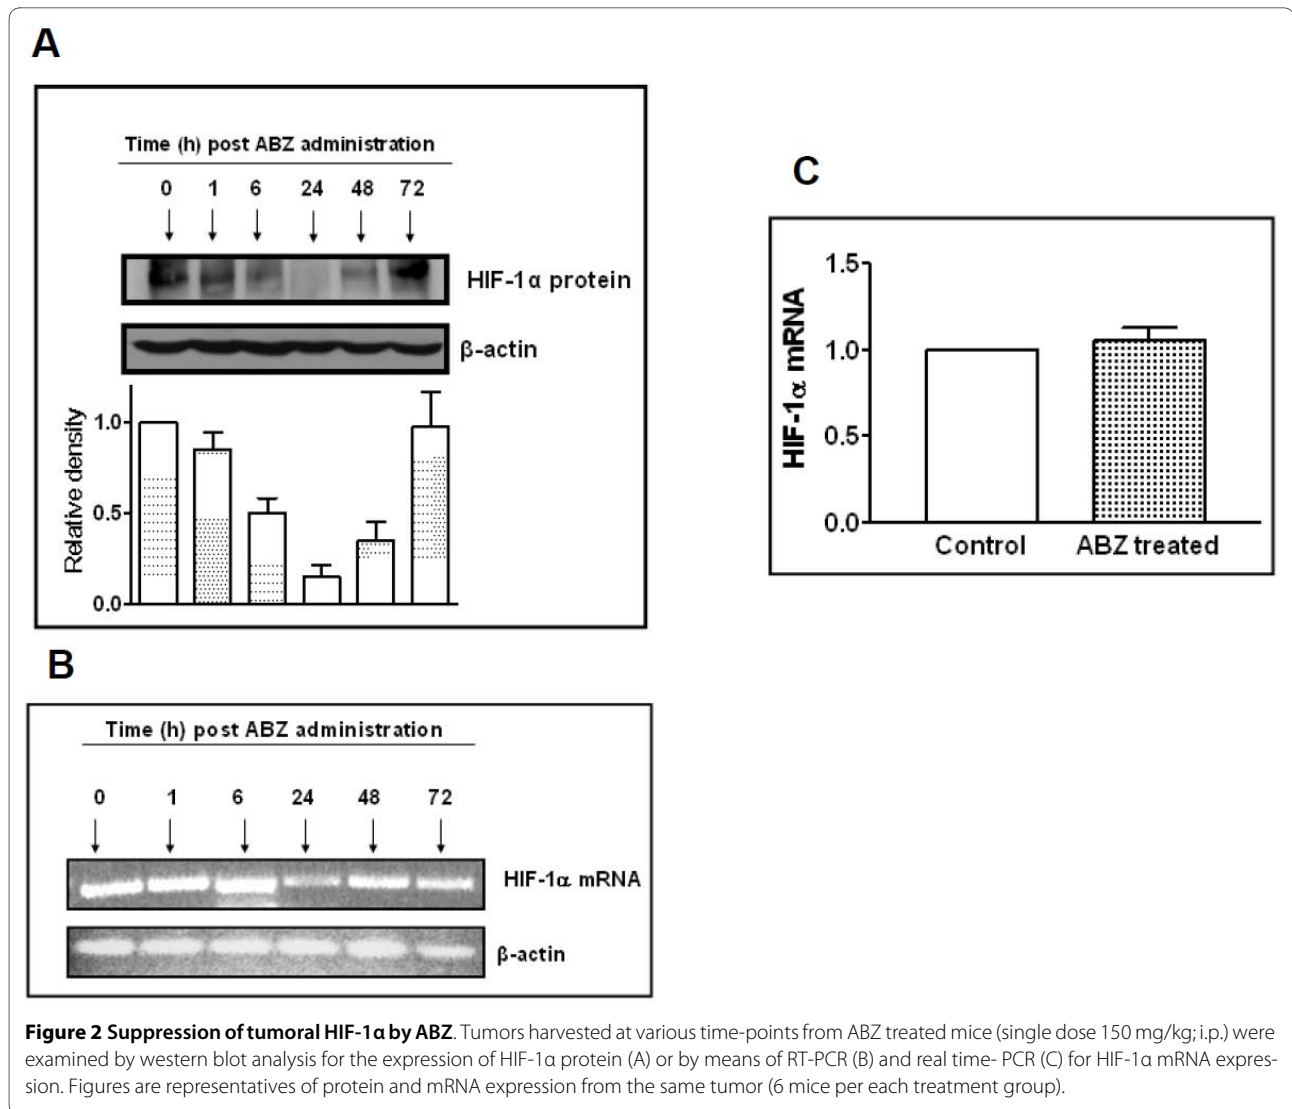 A
Time (h) post ABZ administration
0 1 6 24 48 72
HIF-1α protein
β-actin
Relative density
1.0
0.5
0.0
B
Time (h) post ABZ administration
0 1 6 24 48 72
HIF-1α mRNA
β-actin
C
HIF-1α mRNA
1.5
1.0
0.5
0.0
Control ABZ treated
Figure 2 Suppression of tumoral HIF-1α by ABZ. Tumors harvested at various time-points from ABZ treated mice (single dose 150 mg/kg; i.p.) were
examined by western blot analysis for the expression of HIF-1α protein (A) or by means of RT-PCR (B) and real time- PCR (C) for HIF-1α mRNA expres-
sion. Figures are representatives of protein and mRNA expression from the same tumor (6 mice per each treatment group).